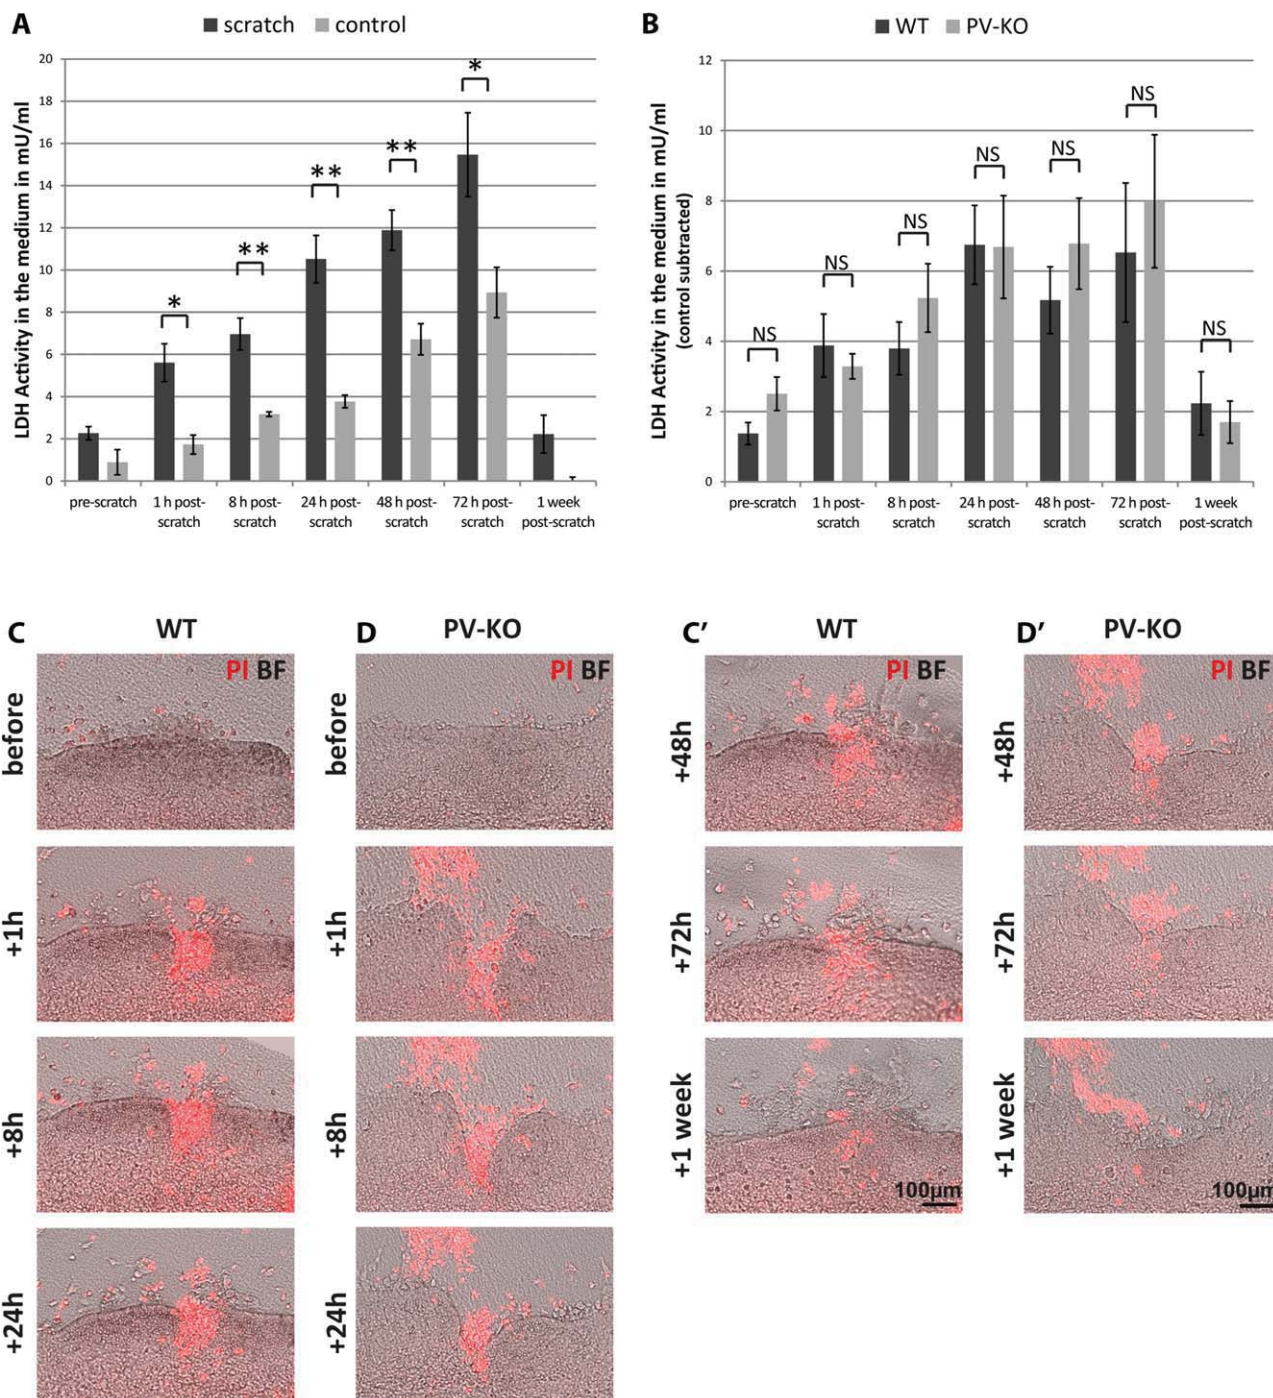 A
scratch control
LDH Activity in the medium in mU/ml
20
18
16
14
12
10
8
6
4
2
0
*
**
**
**
*
pre-scratch
1 h post-
scratch
8 h post-
scratch
24 h post-
scratch
48 h post-
scratch
72 h post-
scratch
1 week
post-scratch
B
WT PV-KO
LDH Activity in the medium in mU/ml
(control subtracted)
12
10
8
6
4
2
0
NS
NS
NS
NS
NS
NS
NS
pre-scratch
1 h post-
scratch
8 h post-
scratch
24 h post-
scratch
48 h post-
scratch
72 h post-
scratch
1 week
post-scratch
C
WT
before
PI BF
+1h
+8h
+24h
D
PV-KO
before
PI BF
+1h
+8h
+24h
C'
WT
+48h
PI BF
+72h
+1 week
100µm
D'
PV-KO
+48h
PI BF
+72h
+1 week
100µm